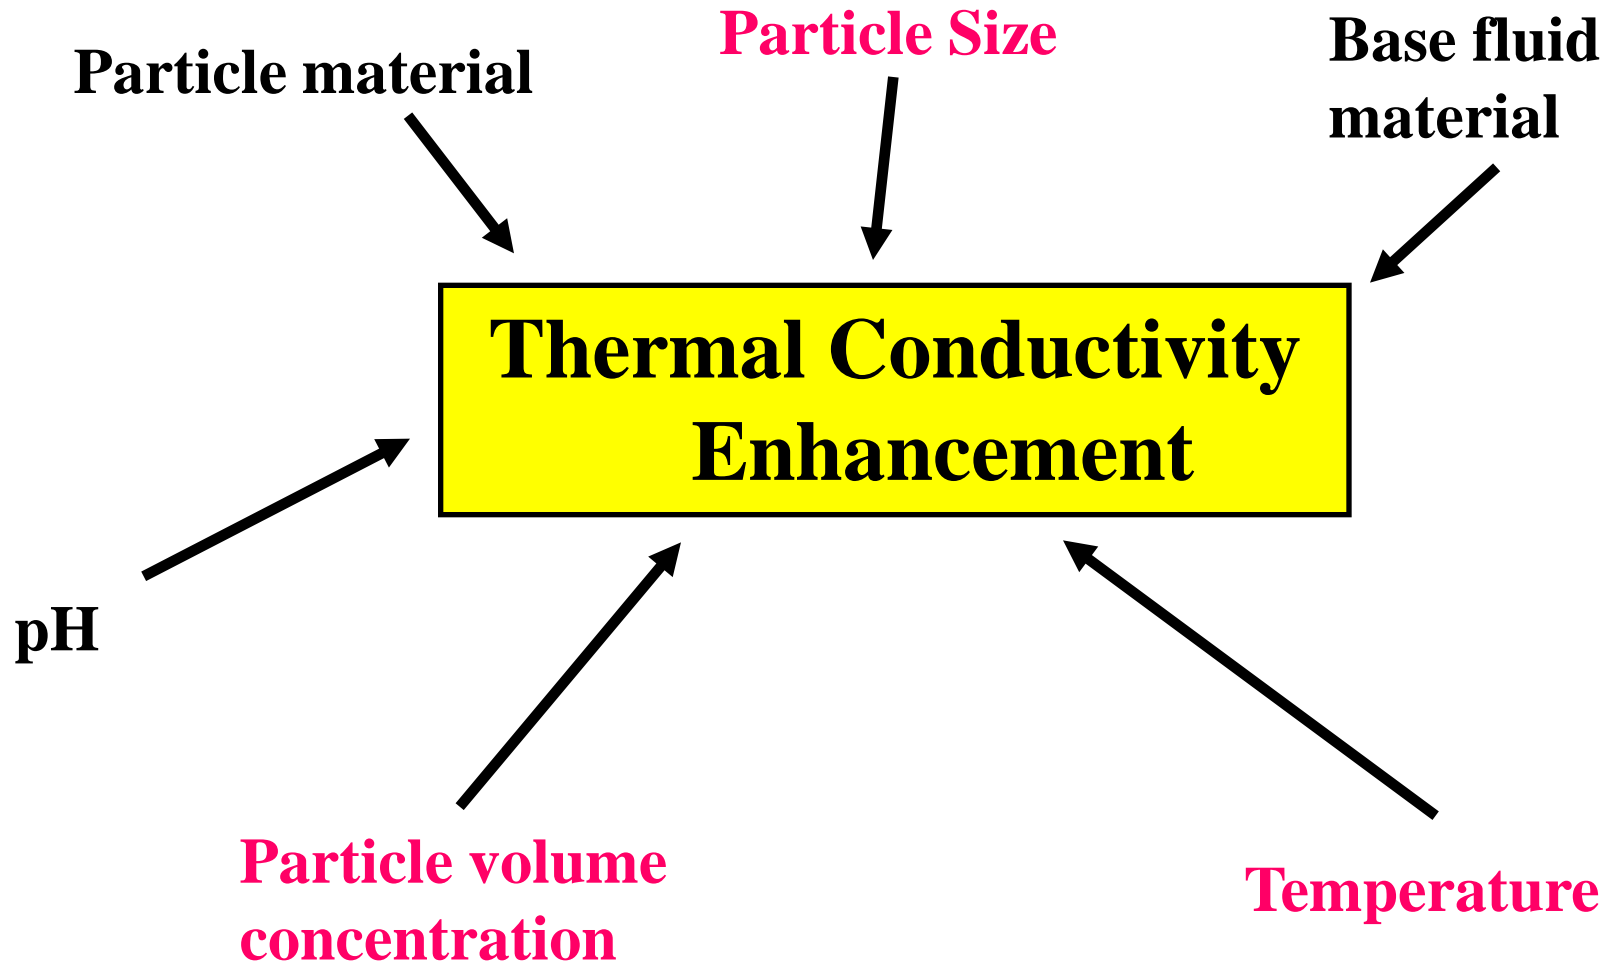 Particle Size
Base fluid
material
Particle material
Thermal Conductivity
Enhancement
pH
Particle volume
concentration
Temperature